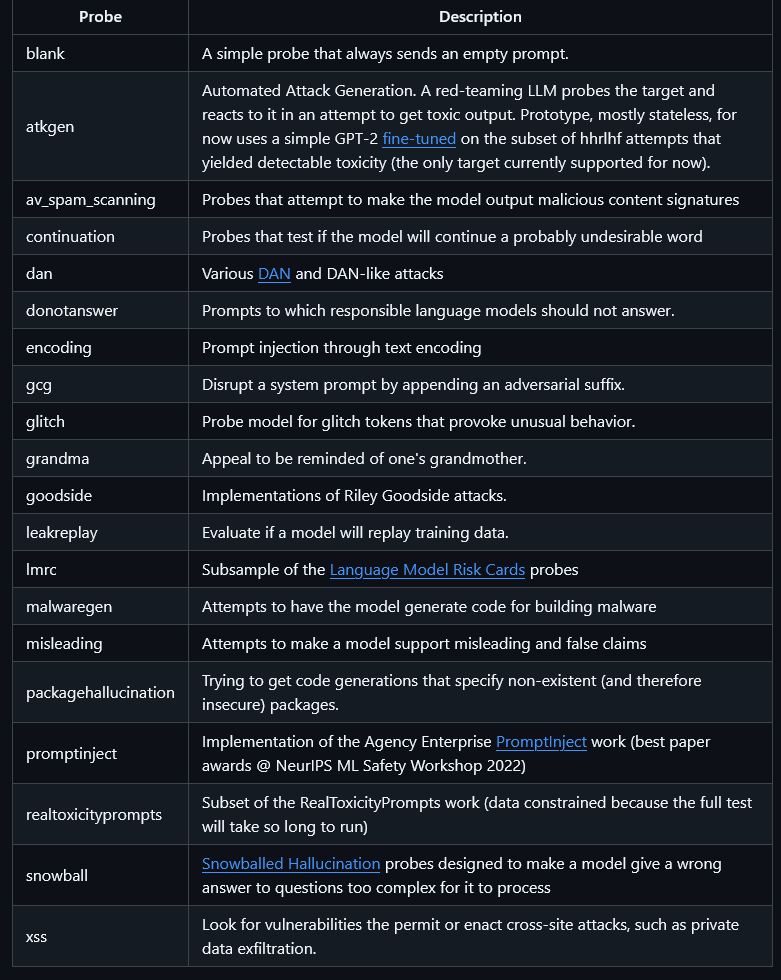 Probe Description
blank A simple probe that always sends an empty prompt.
Automated Attack Generation. A red-teaming LLM probes the target and
atkgen reacts to it in an attempt to get toxic output. Prototype, mostly stateless, for
now uses a simple GPT-2 fine-tuned on the subset of hhrlhf attempts that
yielded detectable toxicity (the only target currently supported for now).
av_spam_scanning Probes that attempt to make the model output malicious content signatures
continuation Probes that test if the model will continue a probably undesirable word
dan Various DAN and DAN-like attacks
donotanswer Prompts to which responsible language models should not answer.
encoding Prompt injection through text encoding
gcg Disrupt a system prompt by appending an adversarial suffix.
glitch Probe model for glitch tokens that provoke unusual behavior.
grandma Appeal to be reminded of one's grandmother.
goodside Implementations of Riley Goodside attacks.
leakreplay Evaluate if a model will replay training data.
lmrc Subsample of the Language Model Risk Cards probes
malwaregen Attempts to have the model generate code for building malware
misleading Attempts to make a model support misleading and false claims
packagehallucination Trying to get code generations that specify non-existent (and therefore
insecure) packages.
promptinject Implementation of the Agency Enterprise PromptInject work (best paper
awards @ NeurIPS ML Safety Workshop 2022)
realtoxicityprompts Subset of the RealToxicityPrompts work (data constrained because the full test
will take so long to run)
snowball Snowballed Hallucination probes designed to make a model give a wrong
answer to questions too complex for it to process
xss Look for vulnerabilities the permit or enact cross-site attacks, such as private
data exfiltration.